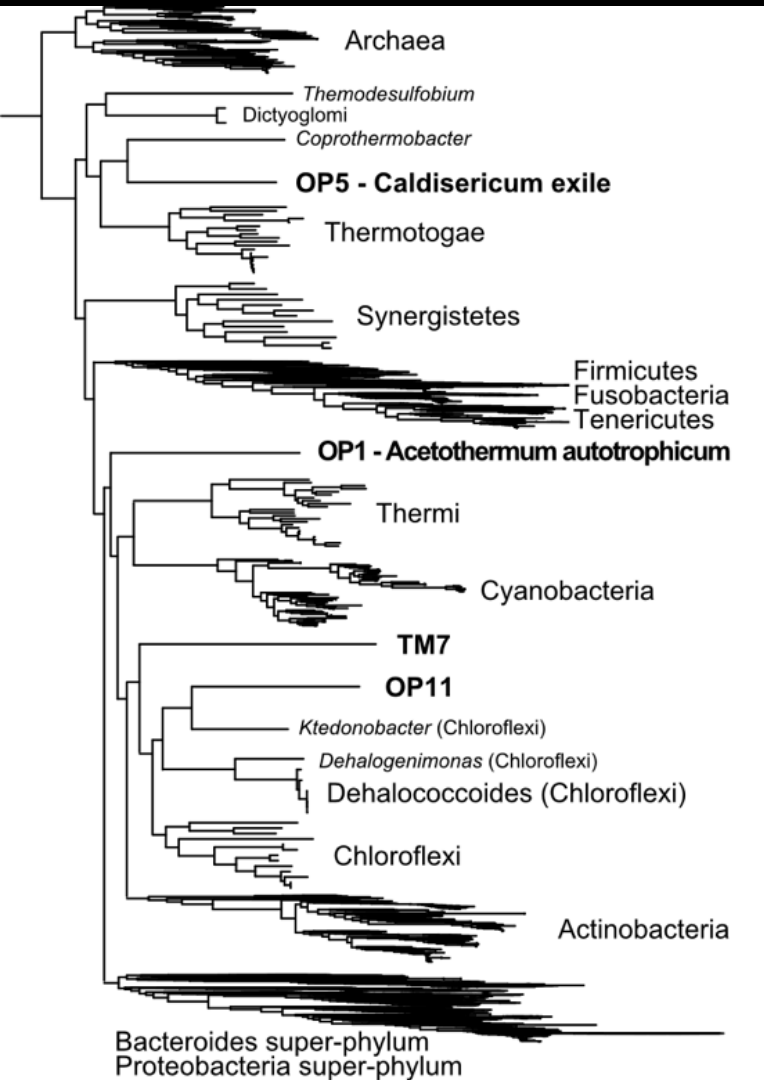 Archaea
Themodesulfobium
Dictyoglomi
Coprothermobacter
OP5 - Caldisericum exile
Thermotogae
Synergistetes
Firmicutes
Fusobacteria
Tenericutes
OP1 - Acetothermum autotrophicum
Thermi
Cyanobacteria
TM7
OP11
Ktedonobacter (Chloroflexi)
Dehalogenimonas (Chloroflexi)
Dehalococcoides (Chloroflexi)
Chloroflexi
Actinobacteria
Bacteroides super-phylum
Proteobacteria super-phylum